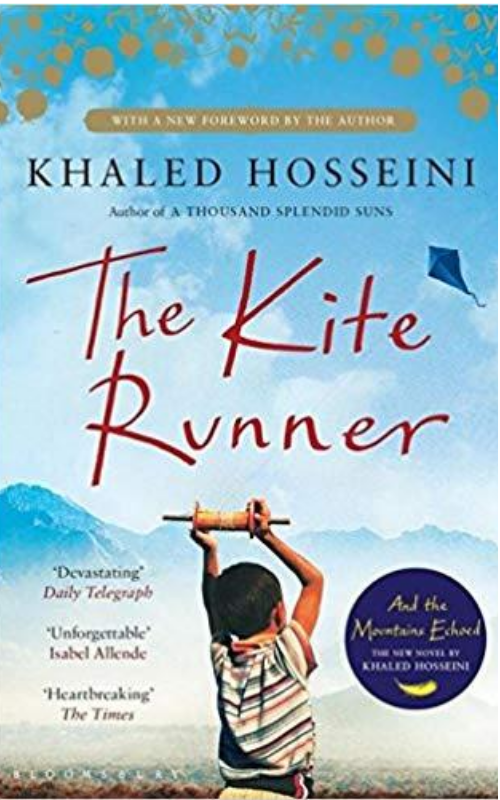 WITH A NEW FOREWORD BY THE AUTHOR
KHALED HOSSEINI
Author of A THOUSAND SPLENDID SUNS
The Kite
Runner
'Devastating'
Daily Telegraph
'Unforgettable'
Isabel Allende
'Heartbreaking'
The Times
And the
Mountains Echoed
THE NEW NOVEL BY
KHALED HOSSEINI
BLOOMSBURY